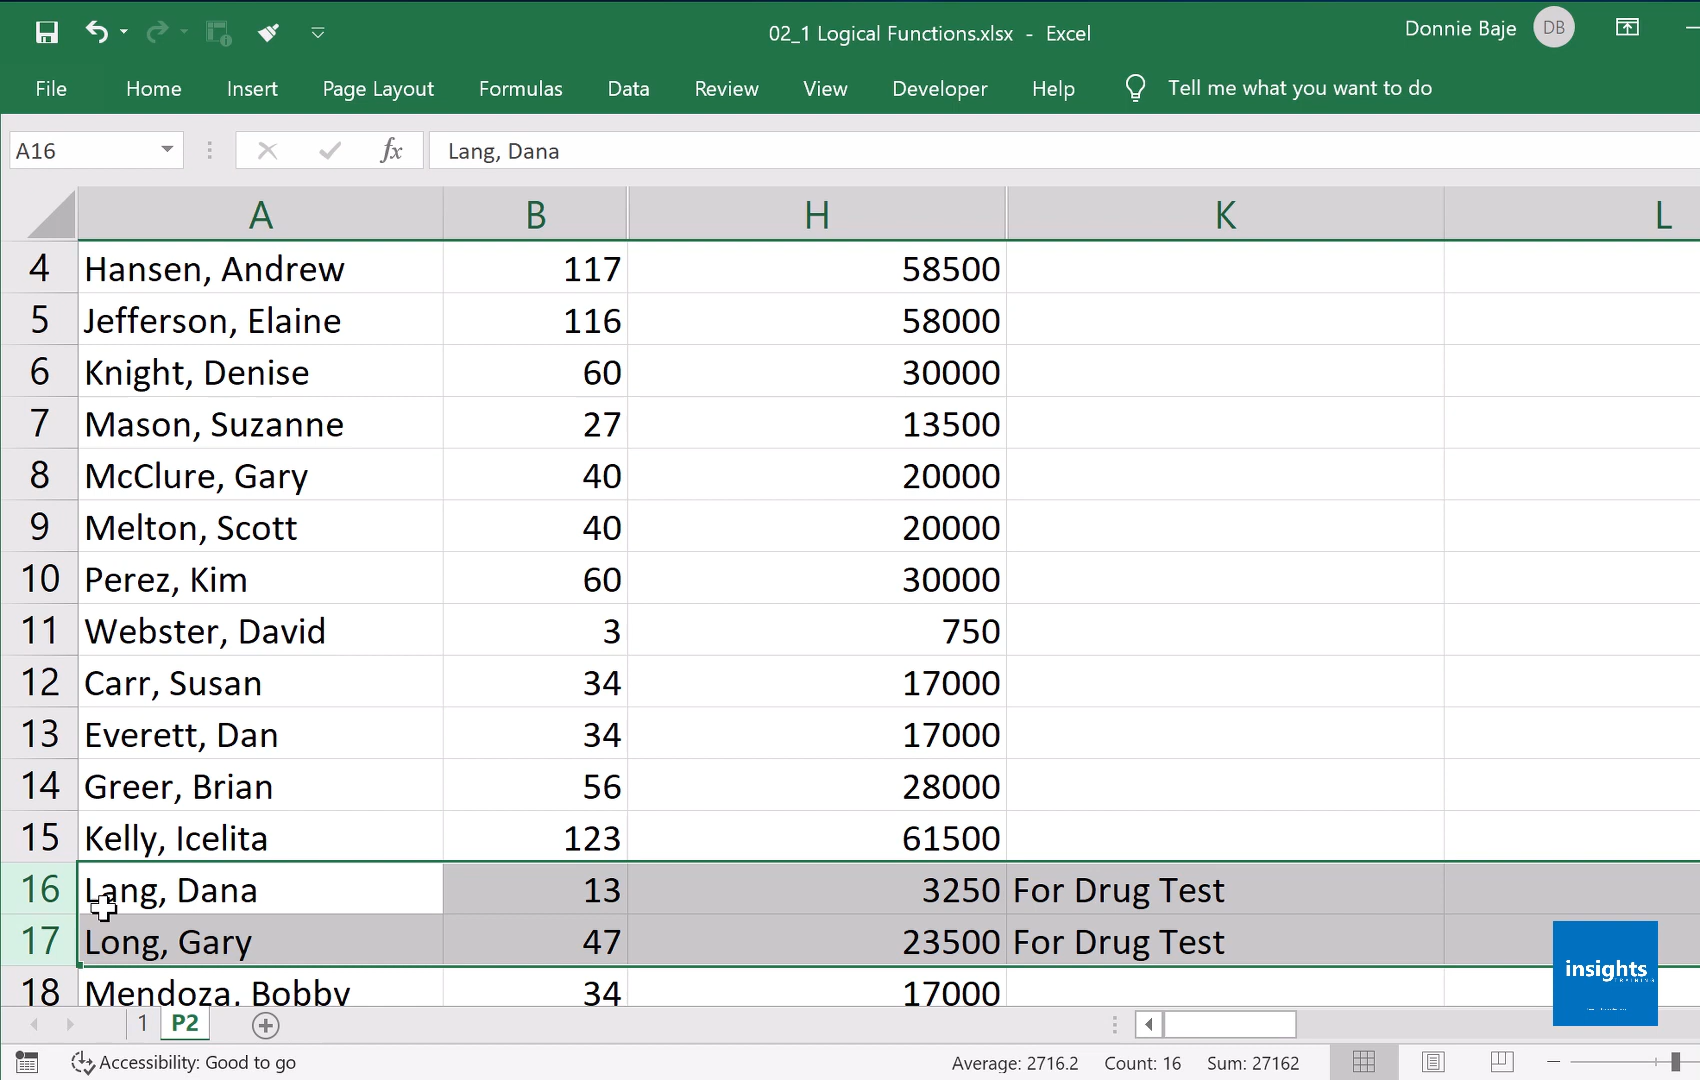 02_1 Logical Functions.xlsx - Excel
Donnie Baje DB
File Home Insert Page Layout Formulas Data Review View Developer Help Tell me what you want to do
A16 fx Lang, Dana
A B H K L
4 Hansen, Andrew 117 58500
5 Jefferson, Elaine 116 58000
6 Knight, Denise 60 30000
7 Mason, Suzanne 27 13500
8 McClure, Gary 40 20000
9 Melton, Scott 40 20000
10 Perez, Kim 60 30000
11 Webster, David 3 750
12 Carr, Susan 34 17000
13 Everett, Dan 34 17000
14 Greer, Brian 56 28000
15 Kelly, Icelita 123 61500
16 Lang, Dana 13 3250 For Drug Test
17 Long, Gary 47 23500 For Drug Test
18 Mendoza, Bobby 34 17000
insights
1 P2
Accessibility: Good to go Average: 2716.2 Count: 16 Sum: 27162